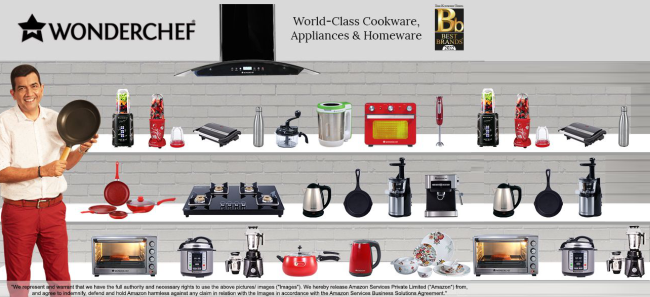 WONDERCHEF
World-Class Cookware,
Appliances & Homeware
Bb
BEST
BRANDS
"We represent and warrant that we have the full authority and necessary rights to use the above pictures/ images ("Images"). We hereby release Amazon Services Private Limited ("Amazon") from,
and agree to indemnify, defend and hold Amazon harmless against any claim in relation with the Images in accordance with the Amazon Services Business Solutions Agreement."